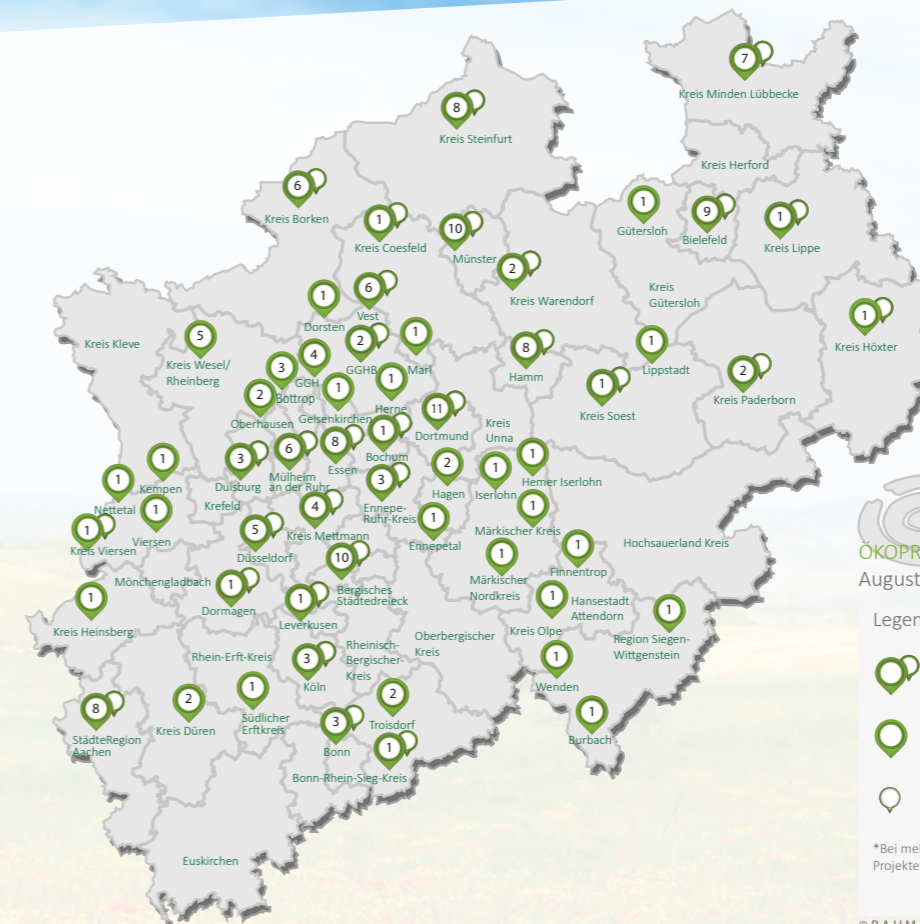 7
Kreis Minden Lübbecke
8
Kreis Steinfurt
Kreis Herford
6
Kreis Borken
1
Kreis Coesfeld
10
Münster
1
Gütersloh
9
Bielefeld
1
Kreis Lippe
2
Kreis Warendorf
Kreis
Gütersloh
1
Dorsten
6
Vest
1
Kreis Höxter
Kreis Kleve
5
Kreis Wesel/
Rheinberg
3
Bottrop
4
GGH
2
GGHB
1
Marl
8
Hamm
1
Lippstadt
1
Kreis Soest
2
Kreis Paderborn
2
Oberhausen
1
Gelsenkirchen
1
Herne
11
Dortmund
Kreis
Unna
1
Kempen
3
Duisburg
6
Mülheim
an der Ruhr
8
Essen
1
Bochum
2
Hagen
1
Iserlohn
1
Hemer Iserlohn
1
Nettetal
1
Viersen
Krefeld
4
Kreis Mettmann
3
Ennepe-
Ruhr-Kreis
1
Ennepetal
1
Märkischer Kreis
1
Kreis Viersen
5
Düsseldorf
10
Bergisches
Städtedreieck
1
Märkischer
Nordkreis
1
Finnentrop
Hochsauerland Kreis
Mönchengladbach
1
Dormagen
1
Leverkusen
1
Kreis Olpe
Hansestadt
Attendorn
1
Region Siegen-
Wittgenstein
1
Kreis Heinsberg
Rhein-Erft-Kreis
3
Köln
Rheinisch-
Bergischer-
Kreis
Oberbergischer
Kreis
1
Wenden
8
StädteRegion
Aachen
2
Kreis Düren
1
Südlicher
Erftkreis
3
Bonn
2
Troisdorf
1
Bonn-Rhein-Sieg-Kreis
1
Burbach
Euskirchen
ÖKOPR
August
Legen
*Bei me
Projekte
© B.A.U.M.